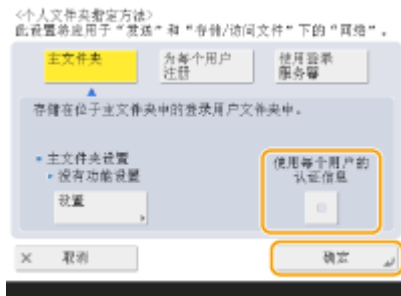 <个人文件夹指定方法>
此设置将应用于“发送”和“存储/访问文件”下的“网络”.
主文件夹
为每个用户
注册
使用登录
服务器
存储在位于主文件夹中的登录用户文件夹中.
• 主文件夹设置
• 没有功能设置
设置
使用每个用户的
认证信息
× 取消
确定